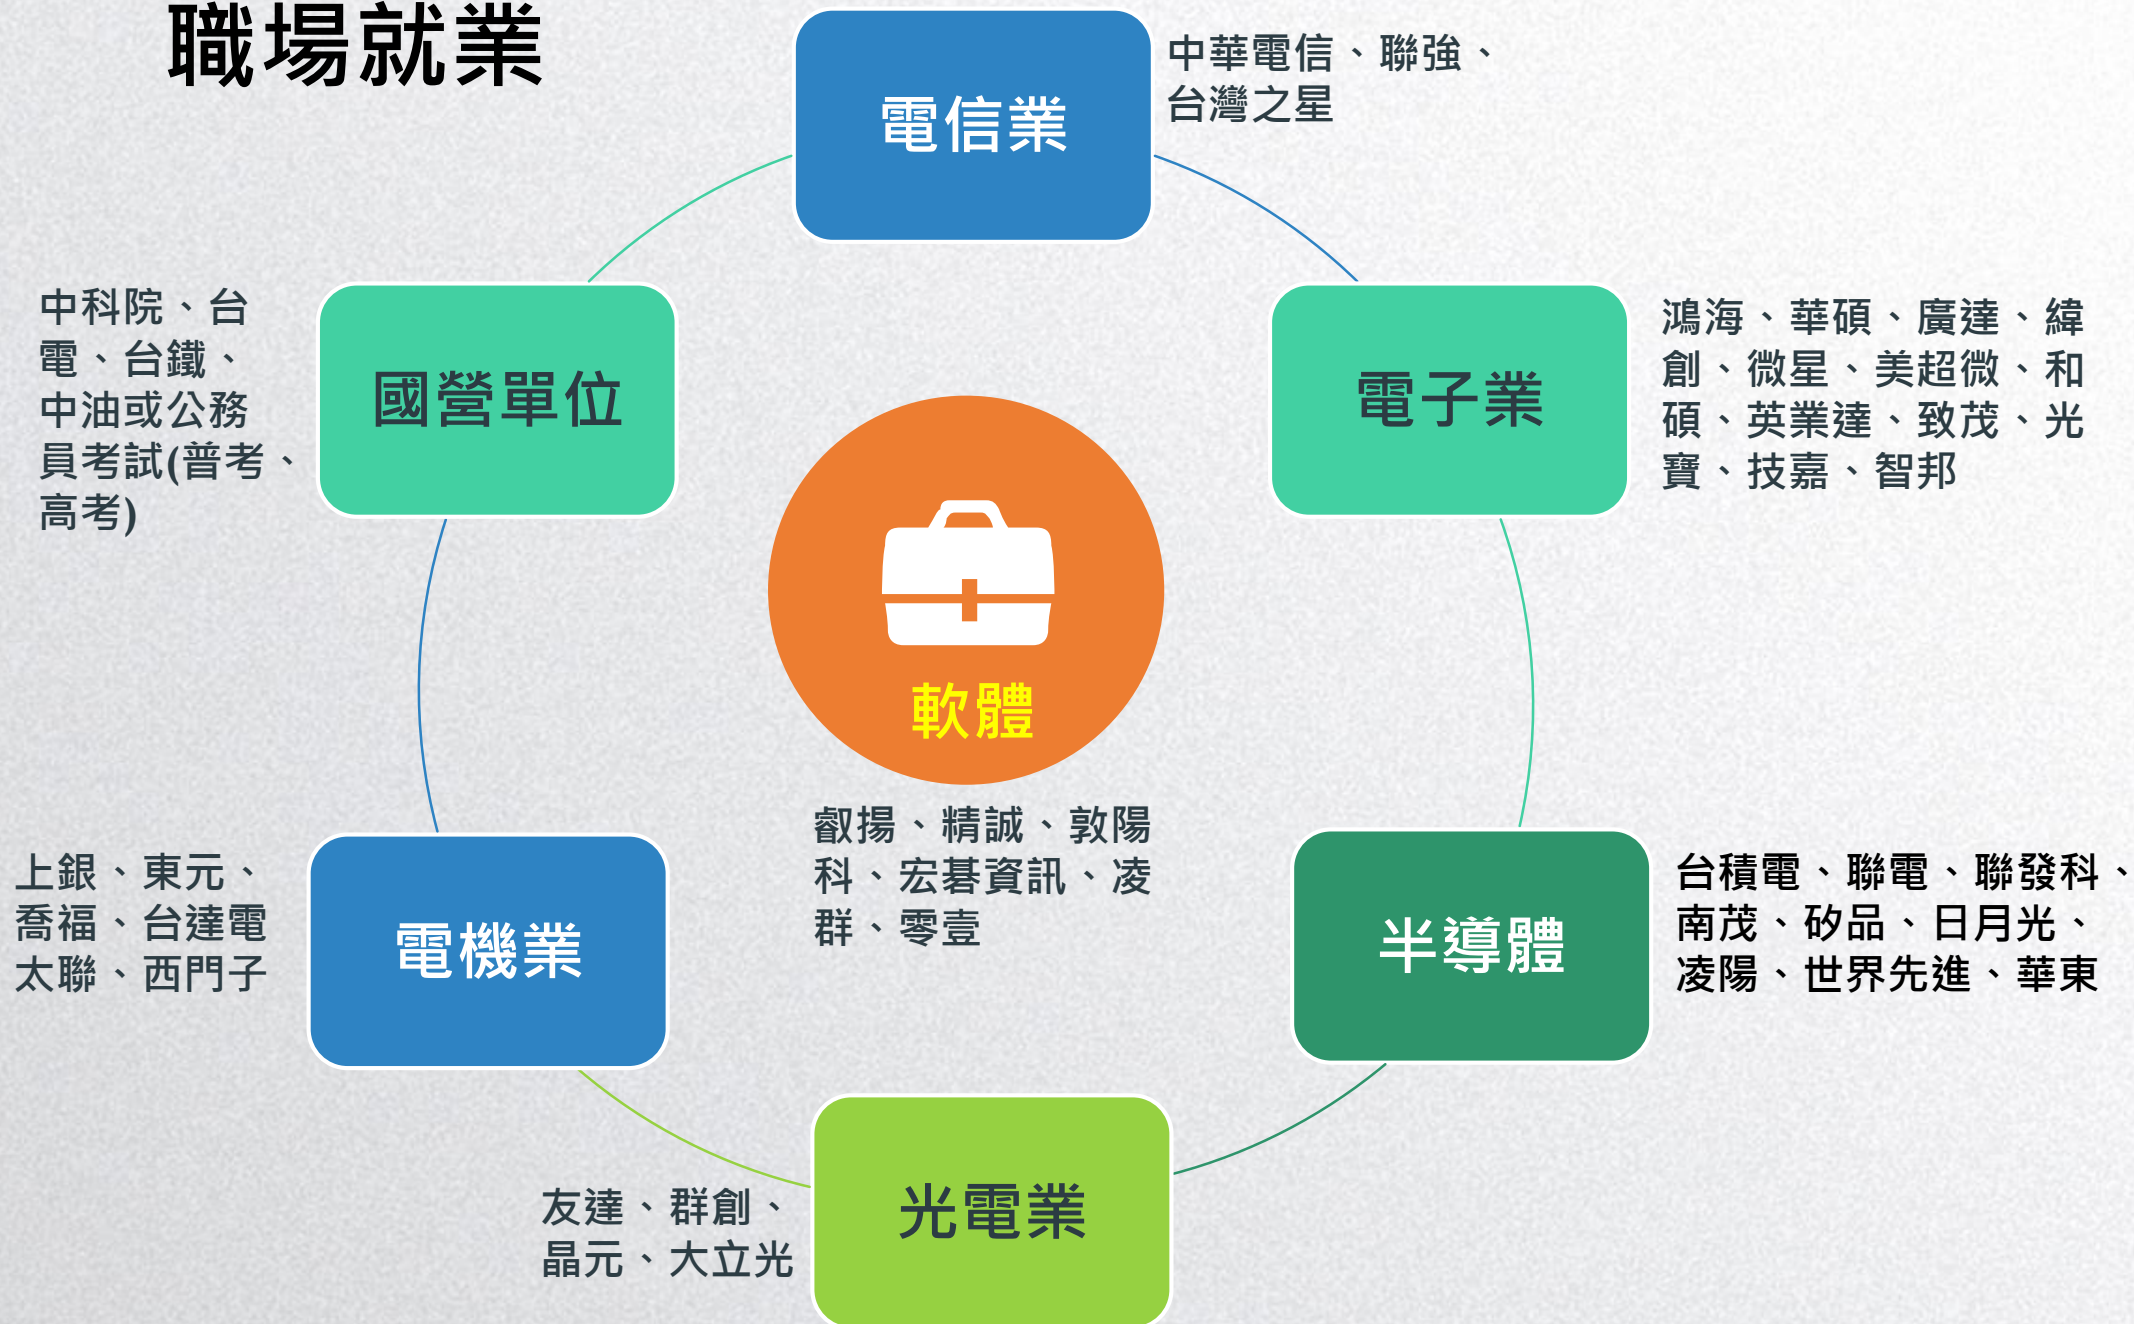 職場就業
電信業
中華電信、聯強、
台灣之星
國營單位
中科院、台
電、台鐵、
中油或公務
員考試(普考、
高考)
電子業
鴻海、華碩、廣達、緯
創、微星、美超微、和
碩、英業達、致茂、光
寶、技嘉、智邦
軟體
叡揚、精誠、敦陽
科、宏碁資訊、凌
群、零壹
電機業
上銀、東元、
喬福、台達電
太聯、西門子
半導體
台積電、聯電、聯發科、
南茂、矽品、日月光、
凌陽、世界先進、華東
光電業
友達、群創、
晶元、大立光